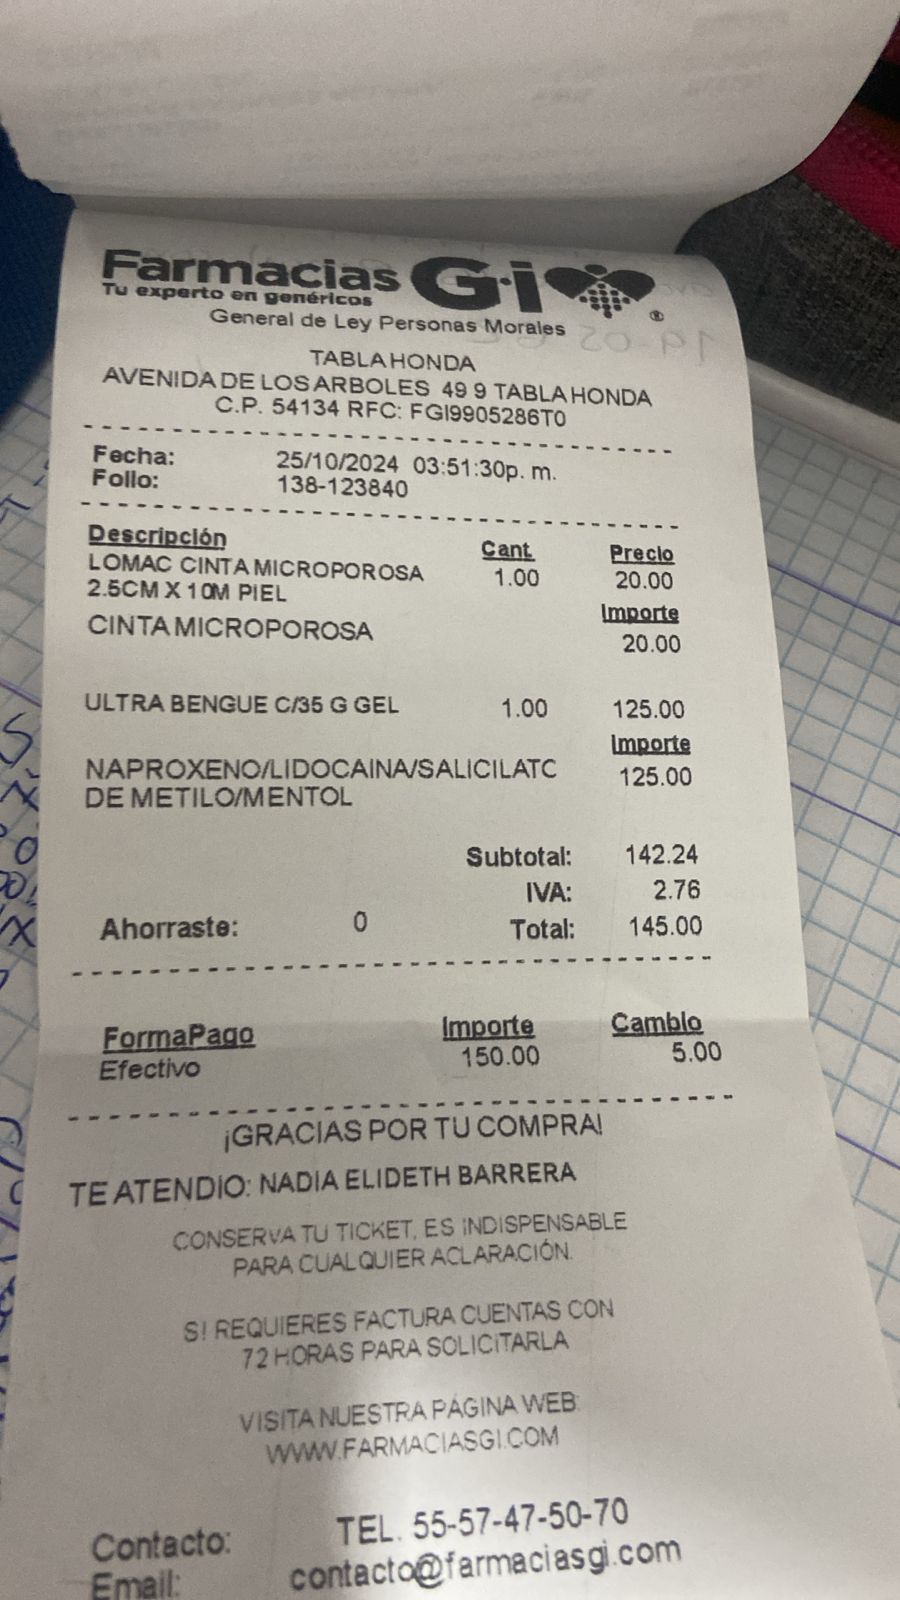 Farmacias G·i ®
Tu experto en genéricos
General de Ley Personas Morales
TABLA HONDA
AVENIDA DE LOS ARBOLES 49 9 TABLA HONDA
C.P. 54134 RFC: FGI9905286T0
Fecha: 25/10/2024 03:51:30p. m.
Folio: 138-123840
Descripción Cant. Precio
LOMAC CINTA MICROPOROSA 1.00 20.00
2.5CM X 10M PIEL Importe
CINTA MICROPOROSA 20.00
ULTRA BENGUE C/35 G GEL 1.00 125.00
Importe
NAPROXENO/LIDOCAINA/SALICILATO 125.00
DE METILO/MENTOL
Subtotal: 142.24
IVA: 2.76
Ahorraste: 0 Total: 145.00
FormaPago Importe Cambio
Efectivo 150.00 5.00
¡GRACIAS POR TU COMPRA!
TE ATENDIO: NADIA ELIDETH BARRERA
CONSERVA TU TICKET, ES INDISPENSABLE
PARA CUALQUIER ACLARACIÓN.
SI REQUIERES FACTURA CUENTAS CON
72 HORAS PARA SOLICITARLA
VISITA NUESTRA PÁGINA WEB:
WWW.FARMACIASGI.COM
Contacto: TEL. 55-57-47-50-70
Email: contacto@farmaciasgi.com